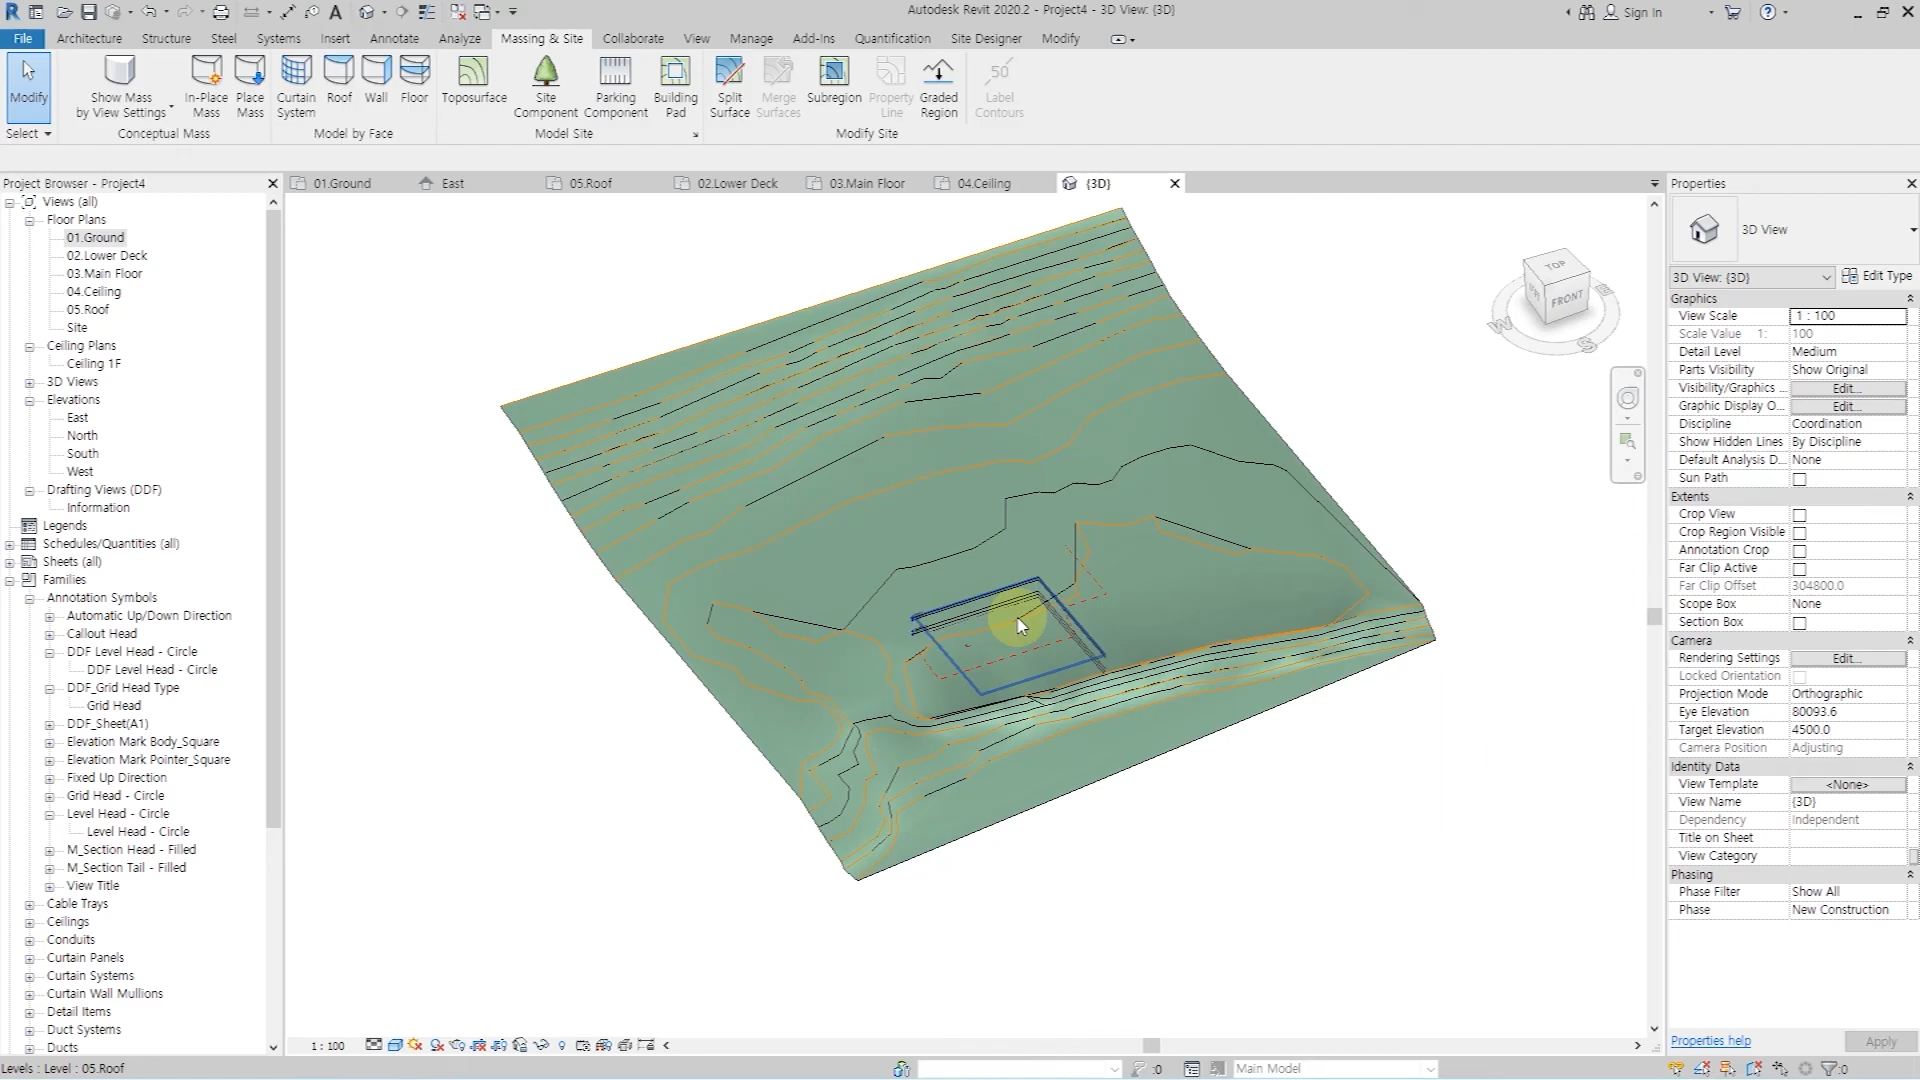 Autodesk Revit 2020.2 - Project4 - 3D View: {3D}
Sign In
File Architecture Structure Steel Systems Insert Annotate Analyze Massing & Site Collaborate View Manage Add-Ins Quantification Site Designer Modify
Modify
Show Mass
by View Settings
In-Place
Mass
Place
Mass
Curtain
System
Roof
Wall
Floor
Toposurface
Site
Component
Parking
Component
Building
Pad
Split
Surface
Merge
Surfaces
Subregion
Property
Line
Graded
Region
50
Label
Contours
Select
Conceptual Mass
Model by Face
Model Site
Modify Site
Project Browser - Project4
01.Ground
East
05.Roof
02.Lower Deck
03.Main Floor
04.Ceiling
{3D}
Properties
Views (all)
Floor Plans
01.Ground
02.Lower Deck
03.Main Floor
04.Ceiling
05.Roof
Site
Ceiling Plans
Ceiling 1F
3D Views
Elevations
East
North
South
West
Drafting Views (DDF)
Information
Legends
Schedules/Quantities (all)
Sheets (all)
Families
Annotation Symbols
Automatic Up/Down Direction
Callout Head
DDF Level Head - Circle
DDF Level Head - Circle
DDF_Grid Head Type
Grid Head
DDF_Sheet(A1)
Elevation Mark Body_Square
Elevation Mark Pointer_Square
Fixed Up Direction
Grid Head - Circle
Level Head - Circle
Level Head - Circle
M_Section Head - Filled
M_Section Tail - Filled
View Title
Cable Trays
Ceilings
Conduits
Curtain Panels
Curtain Systems
Curtain Wall Mullions
Detail Items
Duct Systems
Ducts
TOP
FRONT
W
S
3D View
3D View: {3D}
Edit Type
Graphics
View Scale 1 : 100
Scale Value 1: 100
Detail Level Medium
Parts Visibility Show Original
Visibility/Graphics ... Edit...
Graphic Display O... Edit...
Discipline Coordination
Show Hidden Lines By Discipline
Default Analysis D... None
Sun Path
Extents
Crop View
Crop Region Visible
Annotation Crop
Far Clip Active
Far Clip Offset 304800.0
Scope Box None
Section Box
Camera
Rendering Settings Edit...
Locked Orientation
Projection Mode Orthographic
Eye Elevation 80093.6
Target Elevation 4500.0
Camera Position Adjusting
Identity Data
View Template <None>
View Name {3D}
Dependency Independent
Title on Sheet
View Category
Phasing
Phase Filter Show All
Phase New Construction
Properties help
Apply
1 : 100
Levels : Level : 05.Roof
:0
Main Model
:0